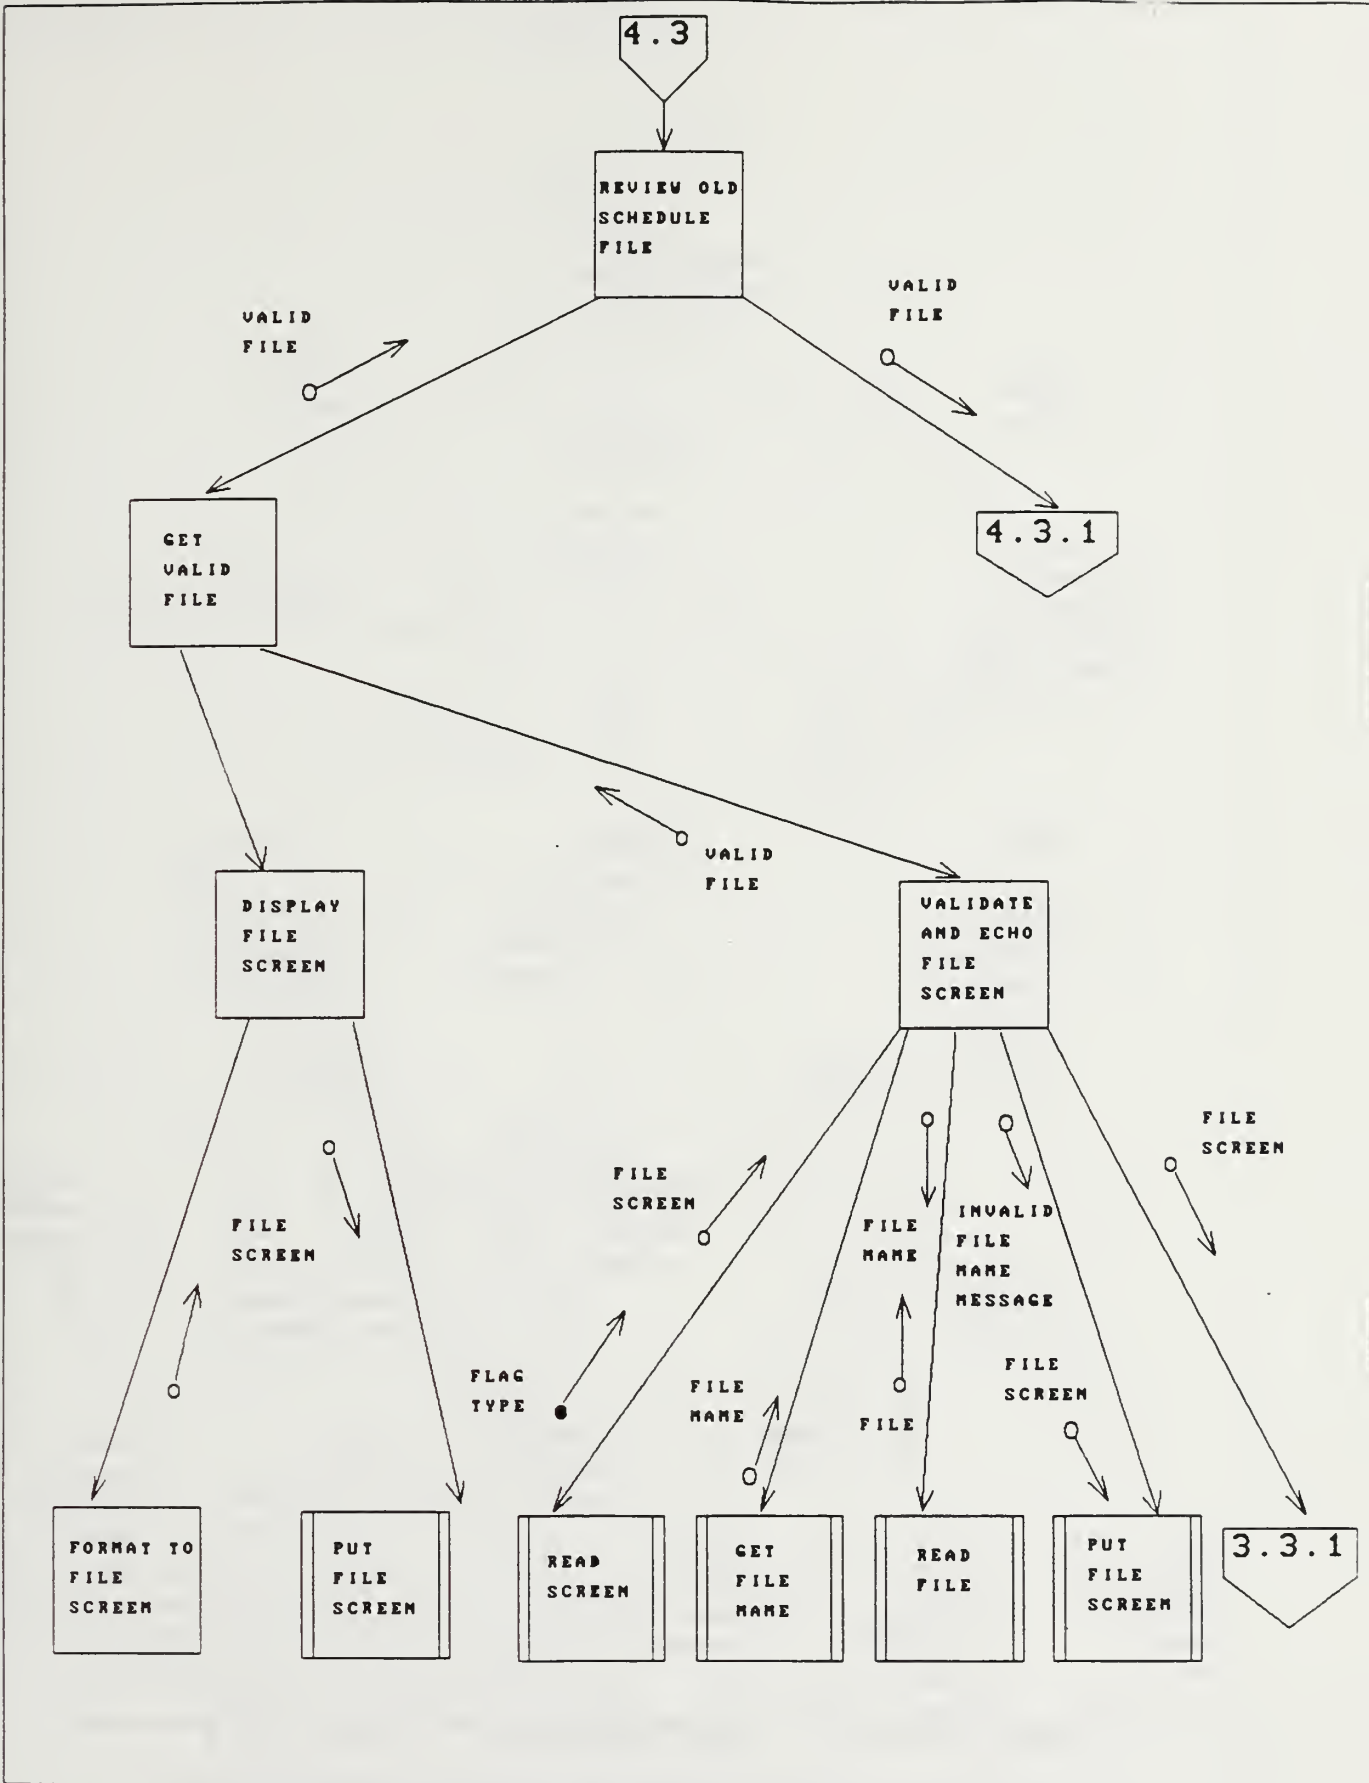 4.3
REVIEW OLD
SCHEDULE
FILE
VALID
FILE
VALID
FILE
GET
VALID
FILE
4.3.1
VALID
FILE
DISPLAY
FILE
SCREEN
VALIDATE
AND ECHO
FILE
SCREEN
FILE
SCREEN
FILE
SCREEN
FILE
NAME
INVALID
FILE
NAME
MESSAGE
FILE
SCREEN
FLAG
TYPE
FILE
NAME
FILE
FILE
SCREEN
FORMAT TO
FILE
SCREEN
PUT
FILE
SCREEN
READ
SCREEN
GET
FILE
NAME
READ
FILE
PUT
FILE
SCREEN
3.3.1